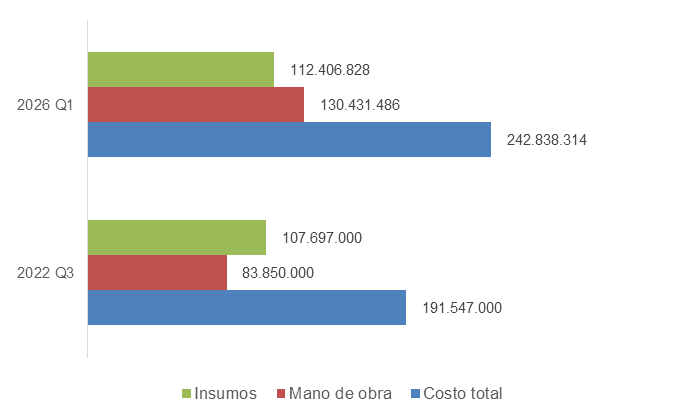 112.406.828
2026 Q1
130.431.486
242.838.314
107.697.000
2022 Q3
83.850.000
191.547.000
Insumos Mano de obra Costo total